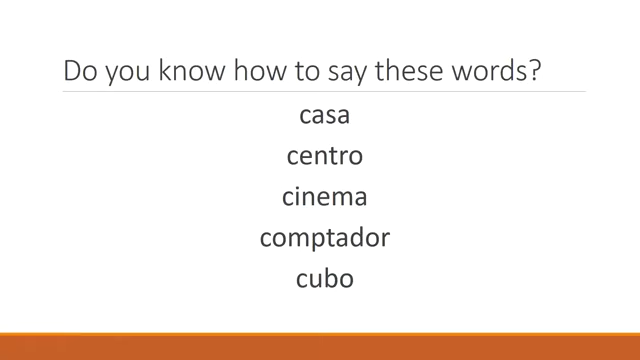 Do you know how to say these words?
casa
centro
cinema
comptador
cubo